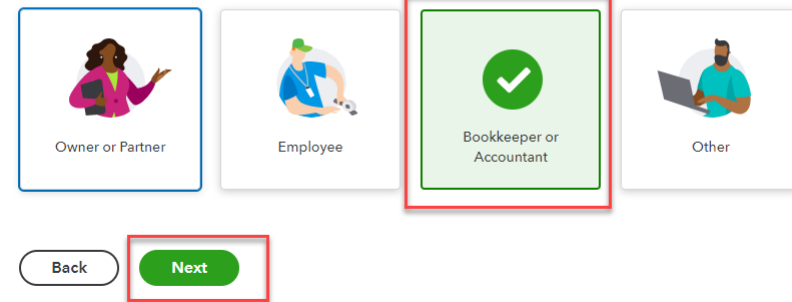 Owner or Partner
Employee
Bookkeeper or
Accountant
Other
Back
Next